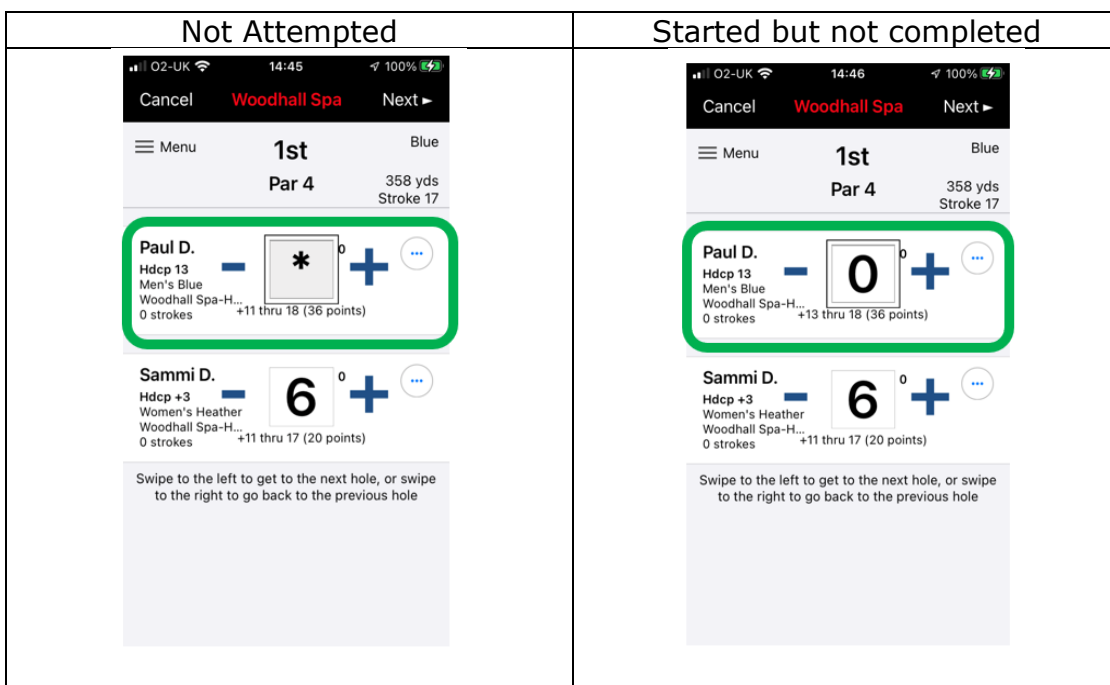 Not Attempted
Started but not completed
O2-UK 14:45 100%
Cancel Woodhall Spa Next ►
Menu 1st Blue
Par 4 358 yds
Stroke 17
Paul D.
Hdcp 13
Men's Blue
Woodhall Spa-H...
0 strokes
* 0
+11 thru 18 (36 points)
Sammi D.
Hdcp +3
Women's Heather
Woodhall Spa-H...
0 strokes
6 0
+11 thru 17 (20 points)
Swipe to the left to get to the next hole, or swipe
to the right to go back to the previous hole
O2-UK 14:46 100%
Cancel Woodhall Spa Next ►
Menu 1st Blue
Par 4 358 yds
Stroke 17
Paul D.
Hdcp 13
Men's Blue
Woodhall Spa-H...
0 strokes
0 0
+13 thru 18 (36 points)
Sammi D.
Hdcp +3
Women's Heather
Woodhall Spa-H...
0 strokes
6 0
+11 thru 17 (20 points)
Swipe to the left to get to the next hole, or swipe
to the right to go back to the previous hole